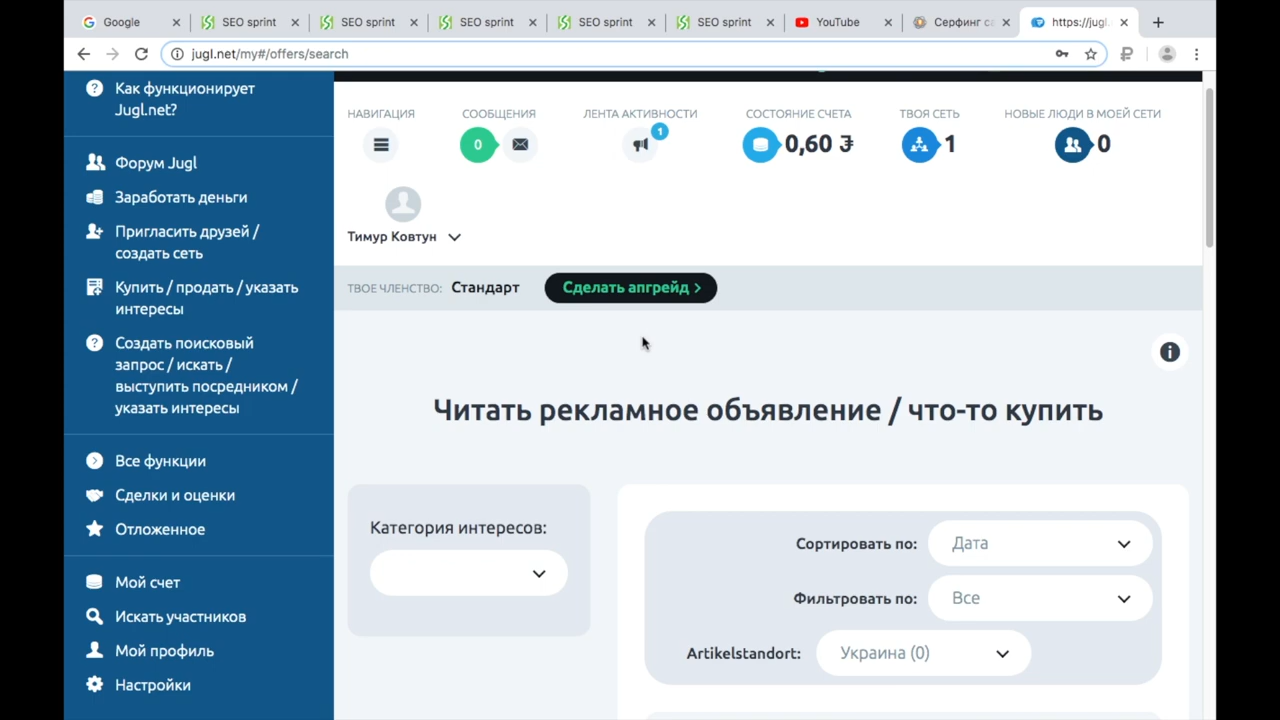 Google
SEO sprint
SEO sprint
SEO sprint
SEO sprint
SEO sprint
YouTube
Серфинг са
https://jugl.
jugl.net/my#/offers/search
Как функционирует
Jugl.net?
Форум Jugl
Заработать деньги
Пригласить друзей /
создать сеть
Купить / продать / указать
интересы
Создать поисковый
запрос / искать /
выступить посредником /
указать интересы
Все функции
Сделки и оценки
Отложенное
Мой счет
Искать участников
Мой профиль
Настройки
НАВИГАЦИЯ
СООБЩЕНИЯ
0
ЛЕНТА АКТИВНОСТИ
1
СОСТОЯНИЕ СЧЕТА
0,60
ТВОЯ СЕТЬ
1
НОВЫЕ ЛЮДИ В МОЕЙ СЕТИ
0
Тимур Ковтун
ТВОЕ ЧЛЕНСТВО: Стандарт
Сделать апгрейд >
Читать рекламное объявление / что-то купить
Категория интересов:
Сортировать по: Дата
Фильтровать по: Все
Artikelstandort: Украина (0)